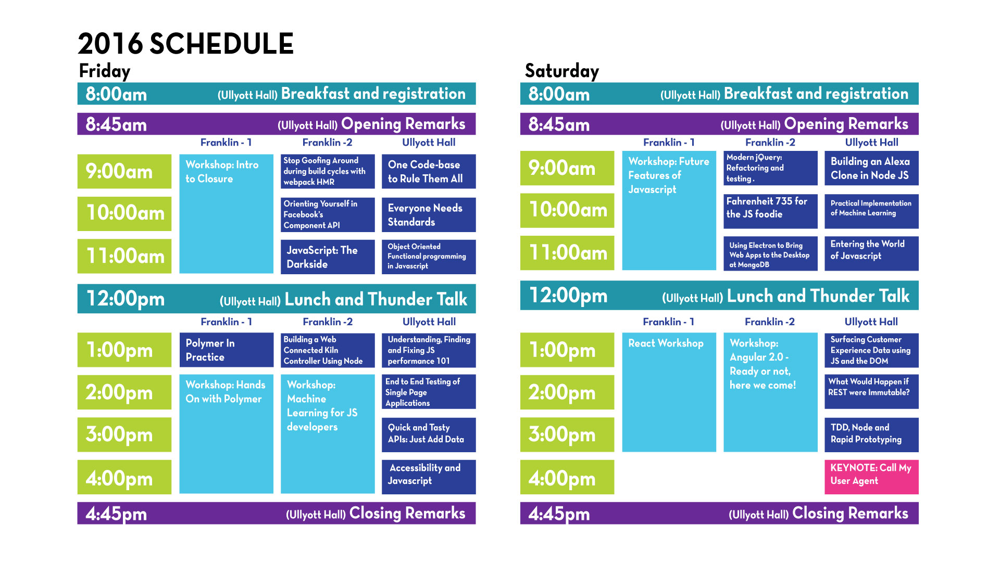 2016 SCHEDULE
Friday
8:00am (Ullyott Hall) Breakfast and registration
8:45am (Ullyott Hall) Opening Remarks
Franklin - 1 Franklin -2 Ullyott Hall
9:00am
Workshop: Intro
to Closure
Stop Goofing Around
during build cycles with
webpack HMR
One Code-base
to Rule Them All
10:00am
Orienting Yourself in
Facebook's
Component API
Everyone Needs
Standards
11:00am
JavaScript: The
Darkside
Object Oriented
Functional programming
in Javascript
12:00pm (Ullyott Hall) Lunch and Thunder Talk
Franklin - 1 Franklin -2 Ullyott Hall
1:00pm
Polymer In
Practice
Building a Web
Connected Kiln
Controller Using Node
Understanding, Finding
and Fixing JS
performance 101
2:00pm
Workshop: Hands
On with Polymer
Workshop:
Machine
Learning for JS
developers
End to End Testing of
Single Page
Applications
3:00pm
Quick and Tasty
APIs: Just Add Data
4:00pm
Accessibility and
Javascript
4:45pm (Ullyott Hall) Closing Remarks
Saturday
8:00am (Ullyott Hall) Breakfast and registration
8:45am (Ullyott Hall) Opening Remarks
Franklin - 1 Franklin -2 Ullyott Hall
9:00am
Workshop: Future
Features of
Javascript
Modern jQuery:
Refactoring and
testing .
Building an Alexa
Clone in Node JS
10:00am
Fahrenheit 735 for
the JS foodie
Practical Implementation
of Machine Learning
11:00am
Using Electron to Bring
Web Apps to the Desktop
at MongoDB
Entering the World
of Javascript
12:00pm (Ullyott Hall) Lunch and Thunder Talk
Franklin - 1 Franklin -2 Ullyott Hall
1:00pm
React Workshop
Workshop:
Angular 2.0 -
Ready or not,
here we come!
Surfacing Customer
Experience Data using
JS and the DOM
2:00pm
What Would Happen if
REST were Immutable?
3:00pm
TDD, Node and
Rapid Prototyping
4:00pm
KEYNOTE: Call My
User Agent
4:45pm (Ullyott Hall) Closing Remarks